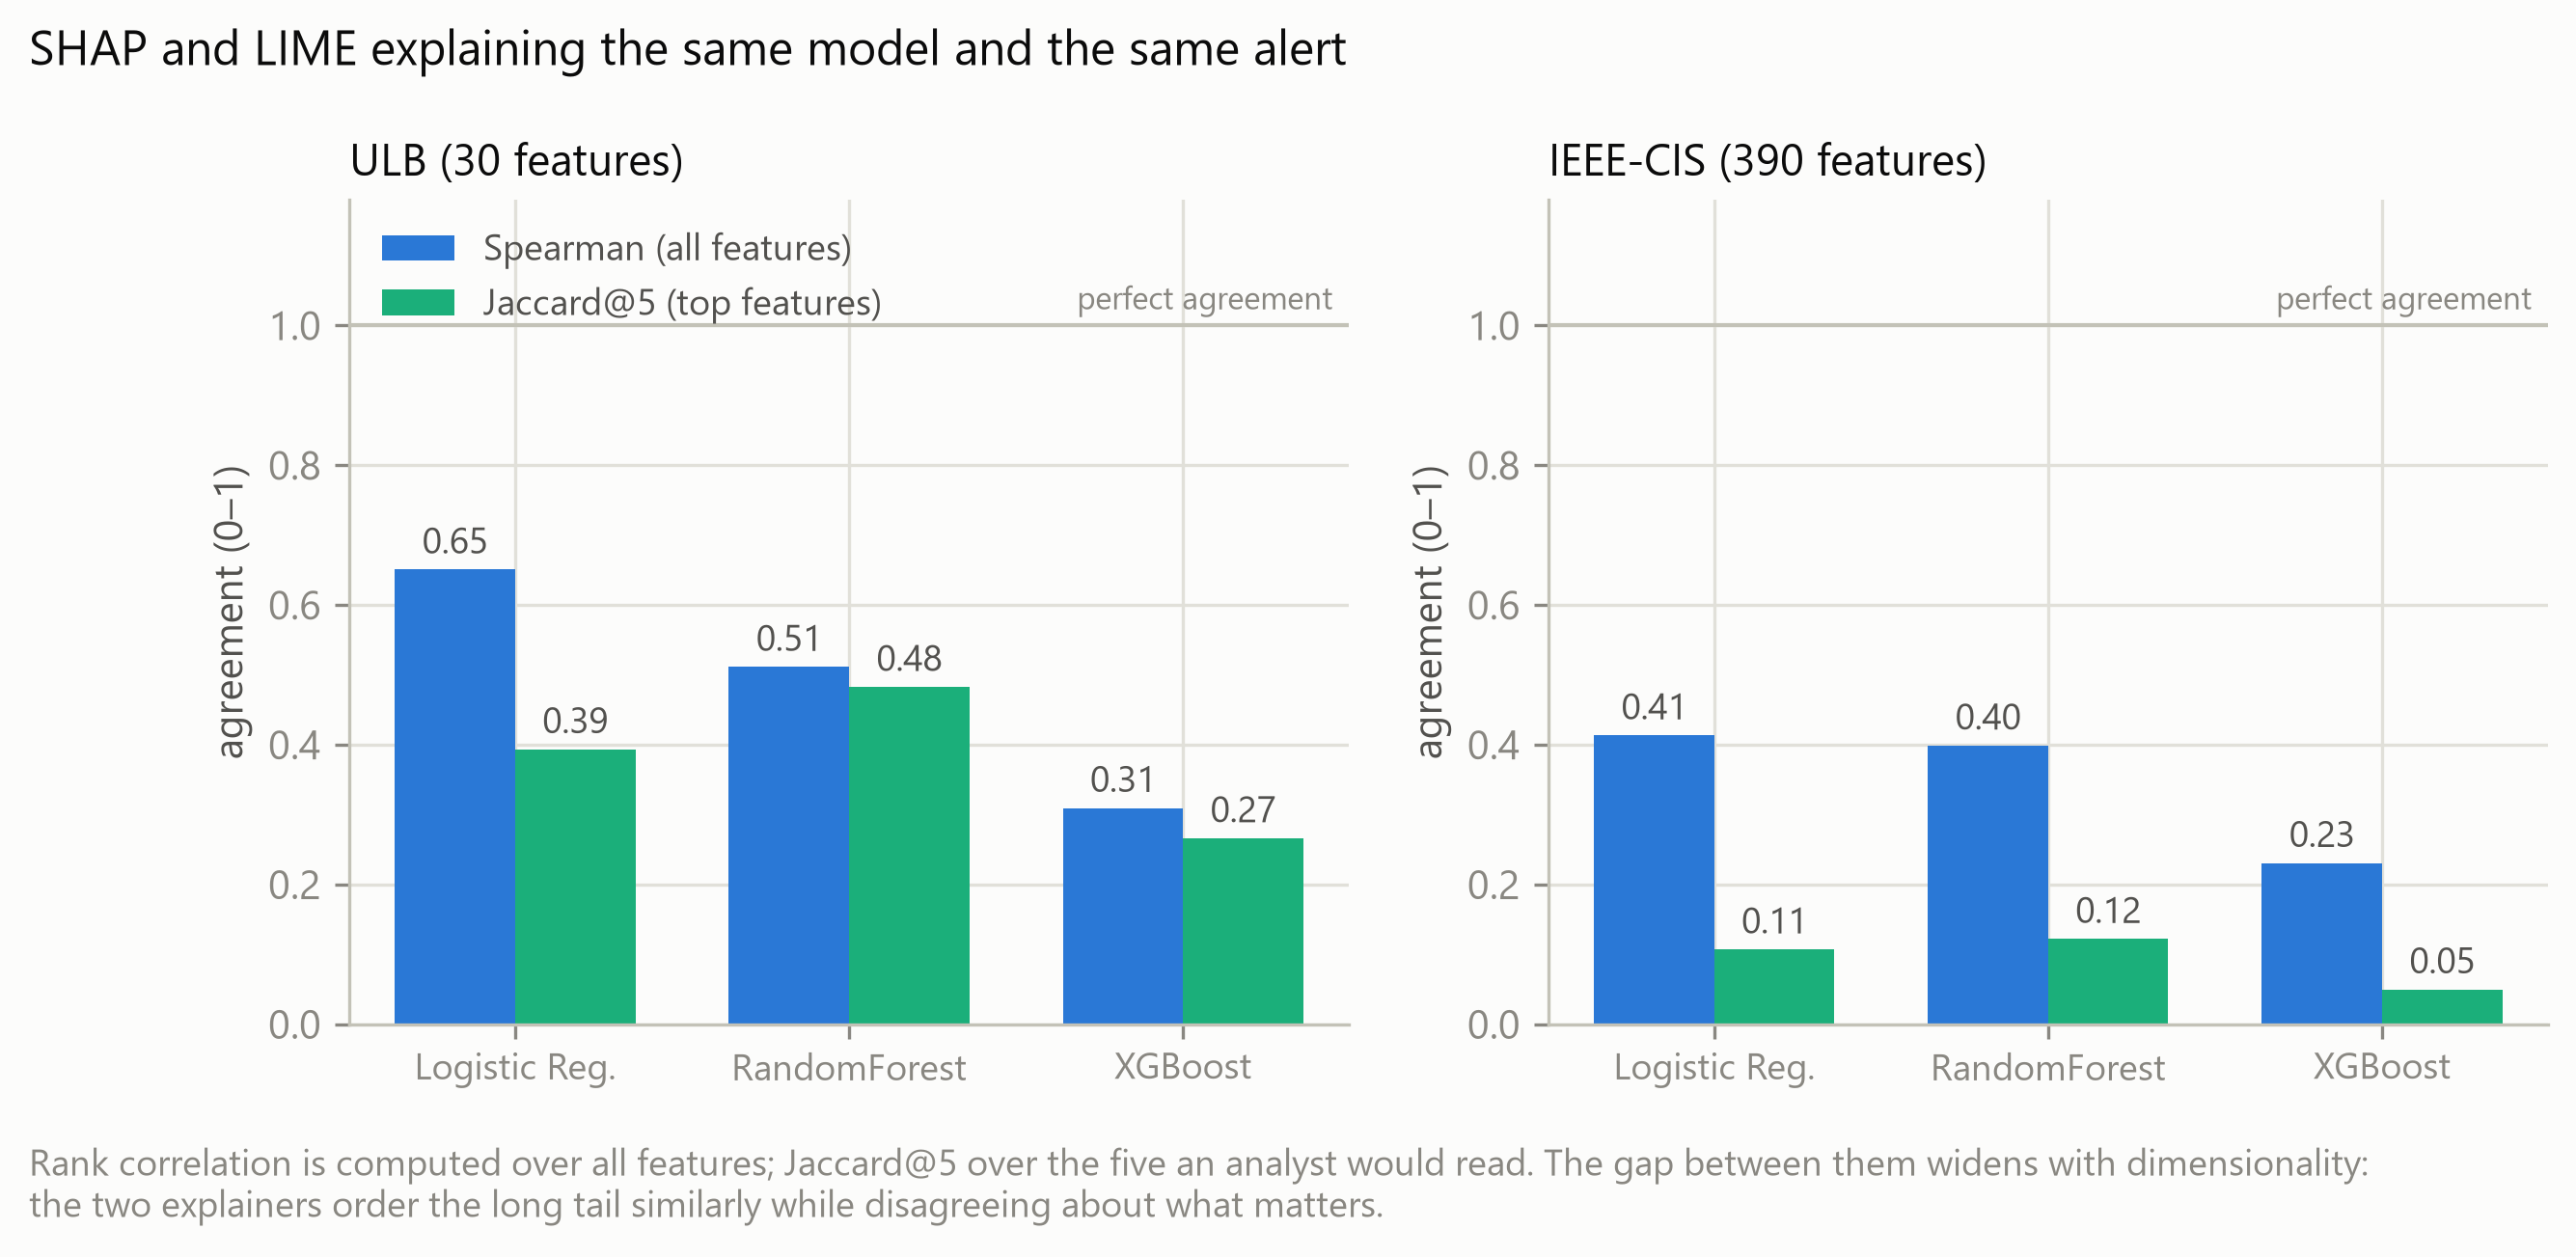 SHAP and LIME explaining the same model and the same alert
ULB (30 features)
Spearman (all features)
Jaccard@5 (top features)
perfect agreement
agreement (0–1)
1.0
0.8
0.6
0.4
0.2
0.0
0.65
0.39
0.51
0.48
0.31
0.27
Logistic Reg.
RandomForest
XGBoost
IEEE-CIS (390 features)
perfect agreement
agreement (0–1)
1.0
0.8
0.6
0.4
0.2
0.0
0.41
0.11
0.40
0.12
0.23
0.05
Logistic Reg.
RandomForest
XGBoost
Rank correlation is computed over all features; Jaccard@5 over the five an analyst would read. The gap between them widens with dimensionality:
the two explainers order the long tail similarly while disagreeing about what matters.